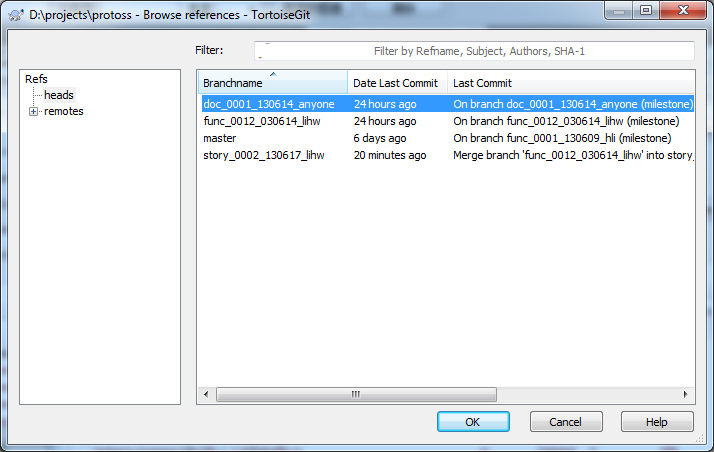 D:\projects\protoss - Browse references - TortoiseGit
Filter:
Filter by Refname, Subject, Authors, SHA-1
Refs
heads
remotes
Branchname Date Last Commit Last Commit
doc_0001_130614_anyone 24 hours ago On branch doc_0001_130614_anyone (milestone)
func_0012_030614_lihw 24 hours ago On branch func_0012_030614_lihw (milestone)
master 6 days ago On branch func_0001_130609_hli (milestone)
story_0002_130617_lihw 20 minutes ago Merge branch 'func_0012_030614_lihw' into story_
OK Cancel Help